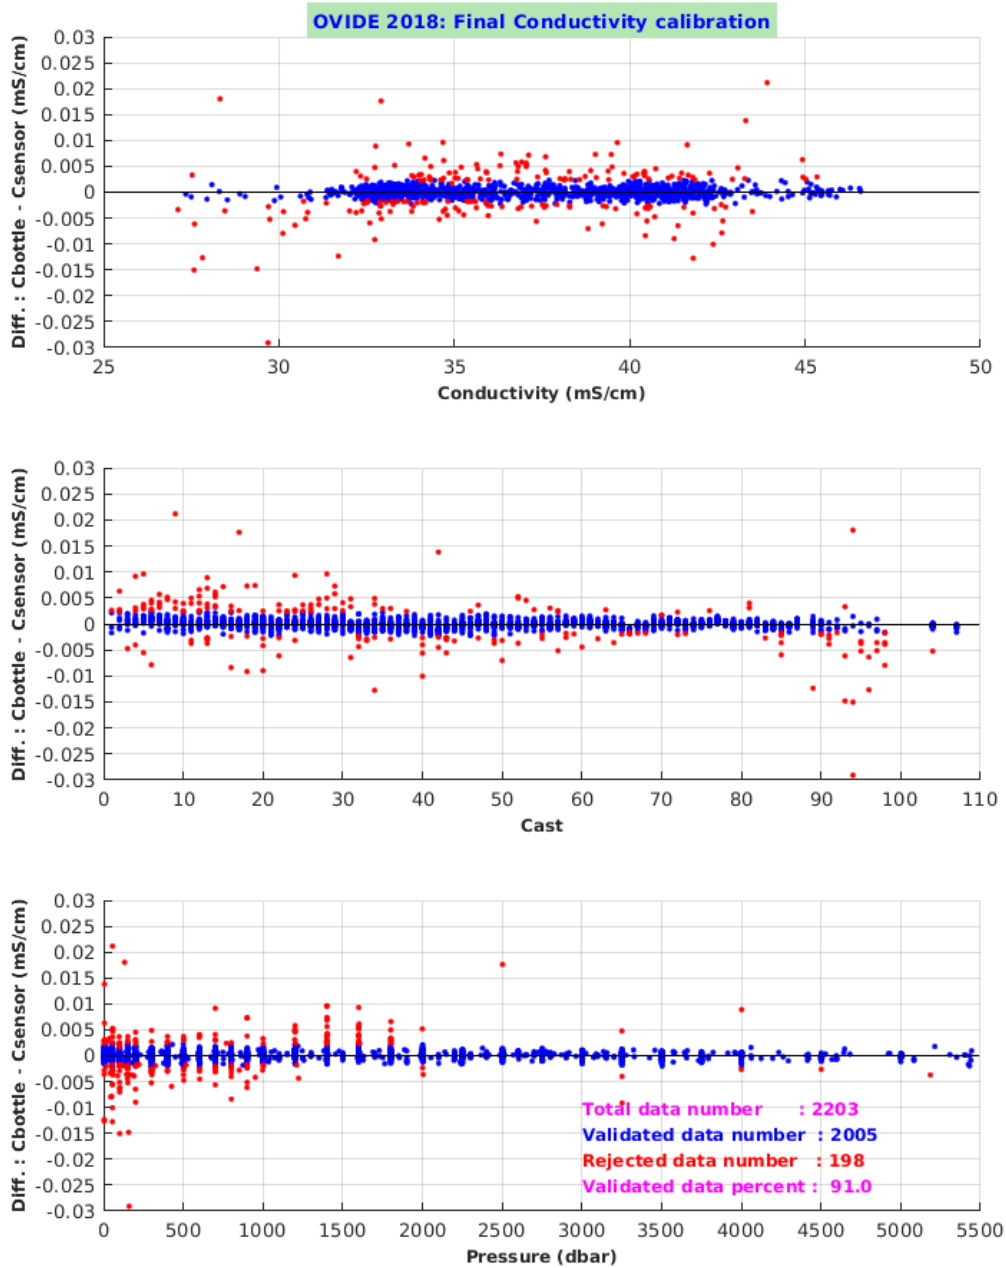 OVIDE 2018: Final Conductivity calibration
Diff. : Cbottle - Csensor (mS/cm)
0.03
0.025
0.02
0.015
0.01
0.005
0
-0.005
-0.01
-0.015
-0.02
-0.025
-0.03
25 30 35 40 45 50
Conductivity (mS/cm)
Diff. : Cbottle - Csensor (mS/cm)
0.03
0.025
0.02
0.015
0.01
0.005
0
-0.005
-0.01
-0.015
-0.02
-0.025
-0.03
0 10 20 30 40 50 60 70 80 90 100 110
Cast
Diff. : Cbottle - Csensor (mS/cm)
0.03
0.025
0.02
0.015
0.01
0.005
0
-0.005
-0.01
-0.015
-0.02
-0.025
-0.03
Total data number : 2203
Validated data number : 2005
Rejected data number : 198
Validated data percent : 91.0
0 500 1000 1500 2000 2500 3000 3500 4000 4500 5000 5500
Pressure (dbar)